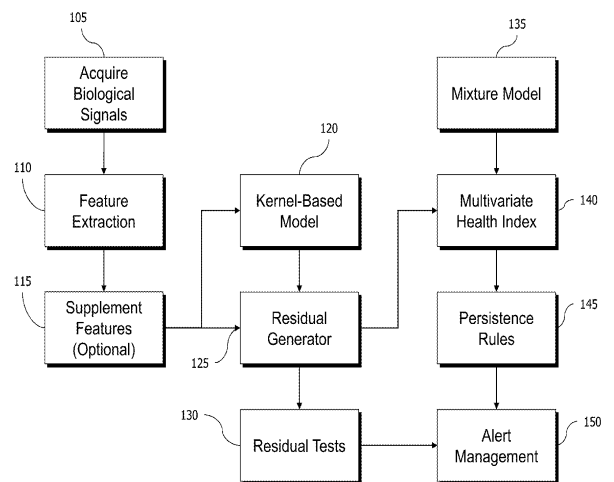 105
Acquire
Biological
Signals
110
Feature
Extraction
115
Supplement
Features
(Optional)
120
Kernel-Based
Model
125
Residual
Generator
130
Residual Tests
135
Mixture Model
Multivariate
Health Index
140
Persistence
Rules
145
Alert
Management
150